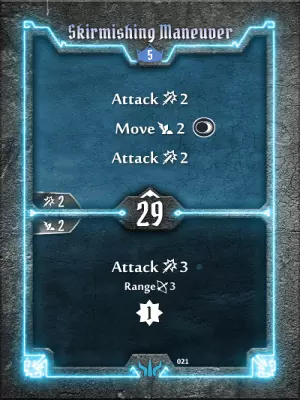 Skirmishing Maneuver
5
Attack 2
Move 2
Attack 2
2
29
2
Attack 3
Range 3
1
021